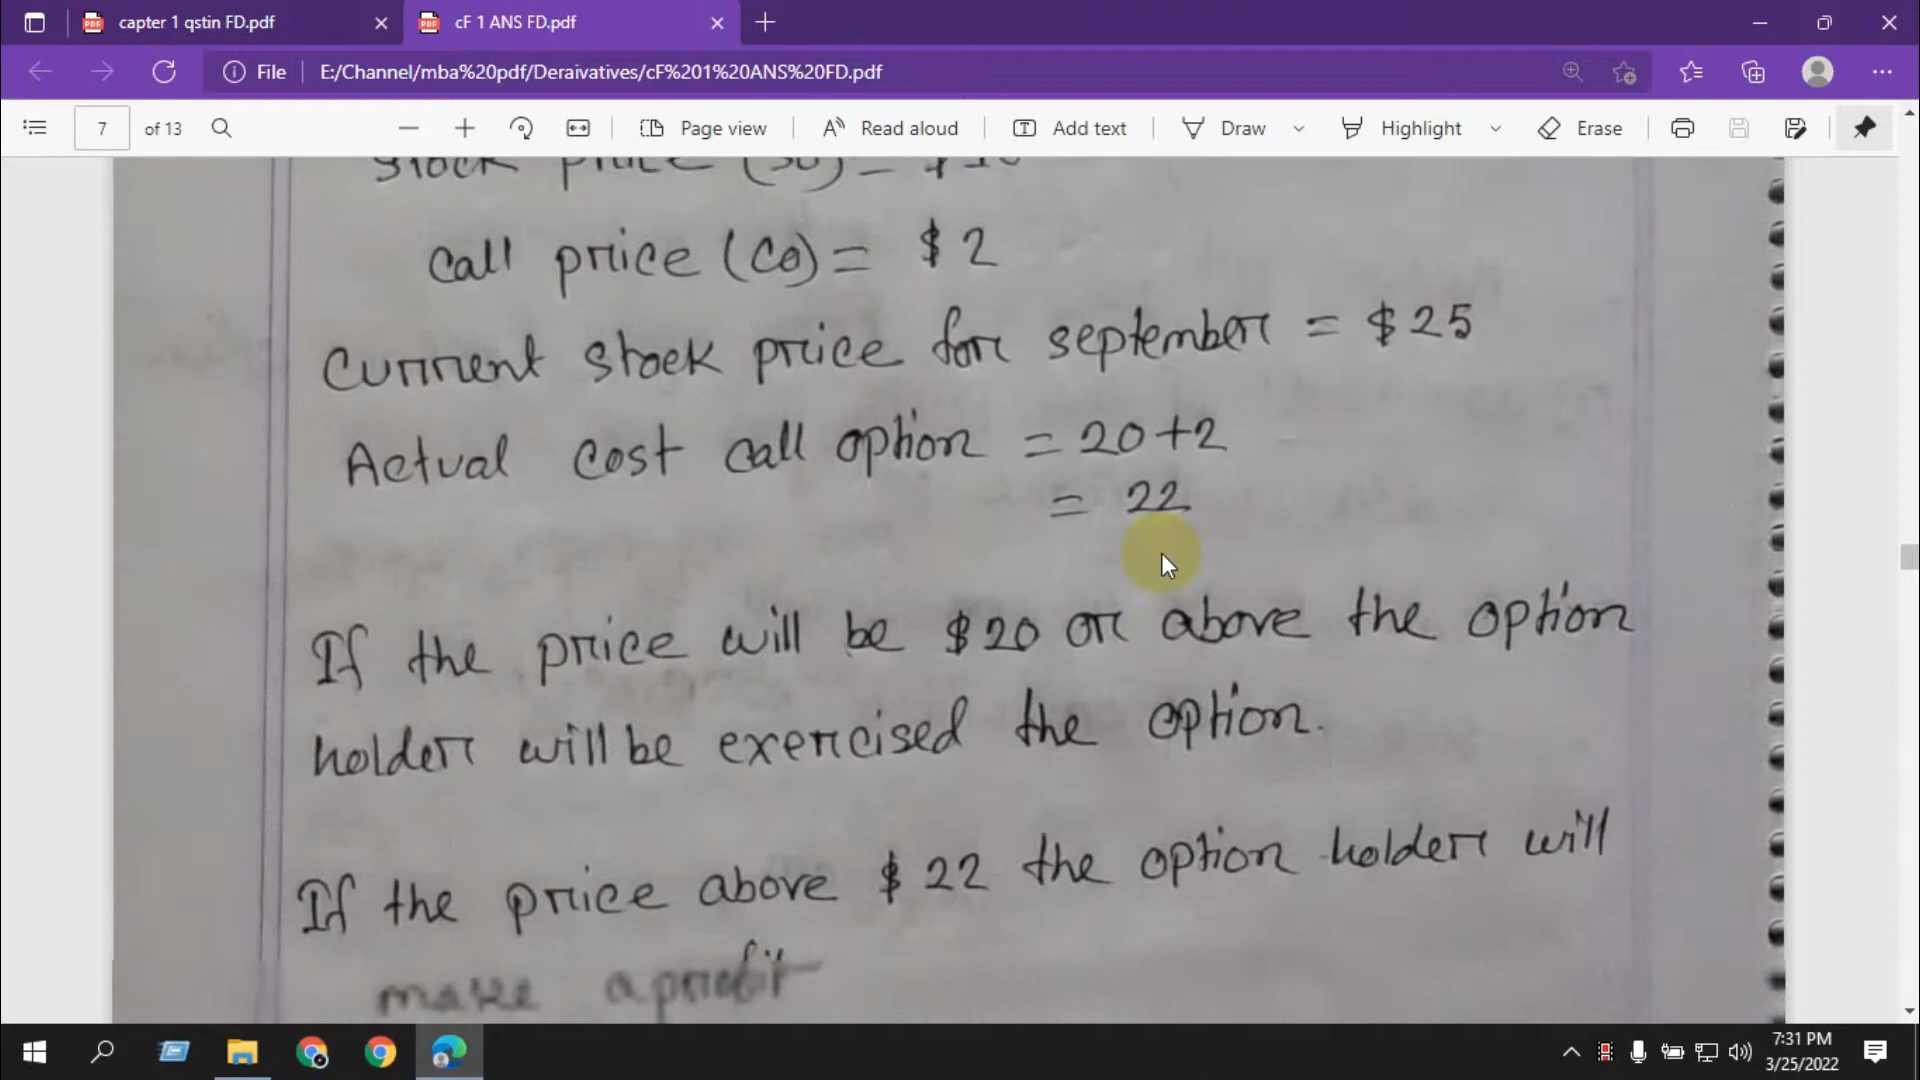 capter 1 qstin FD.pdf
cF 1 ANS FD.pdf
File
E:/Channel/mba%20pdf/Deraivatives/cF%201%20ANS%20FD.pdf
7 of 13
Page view
Read aloud
Add text
Draw
Highlight
Erase
stock price
call price (C0) = $ 2
Current stock price for september = $ 25
Actual cost call option = 20+2
= 22
If the price will be $20 or above the option
holder will be exercised the option.
If the price above $ 22 the option holder will
make a profit
7:31 PM
3/25/2022